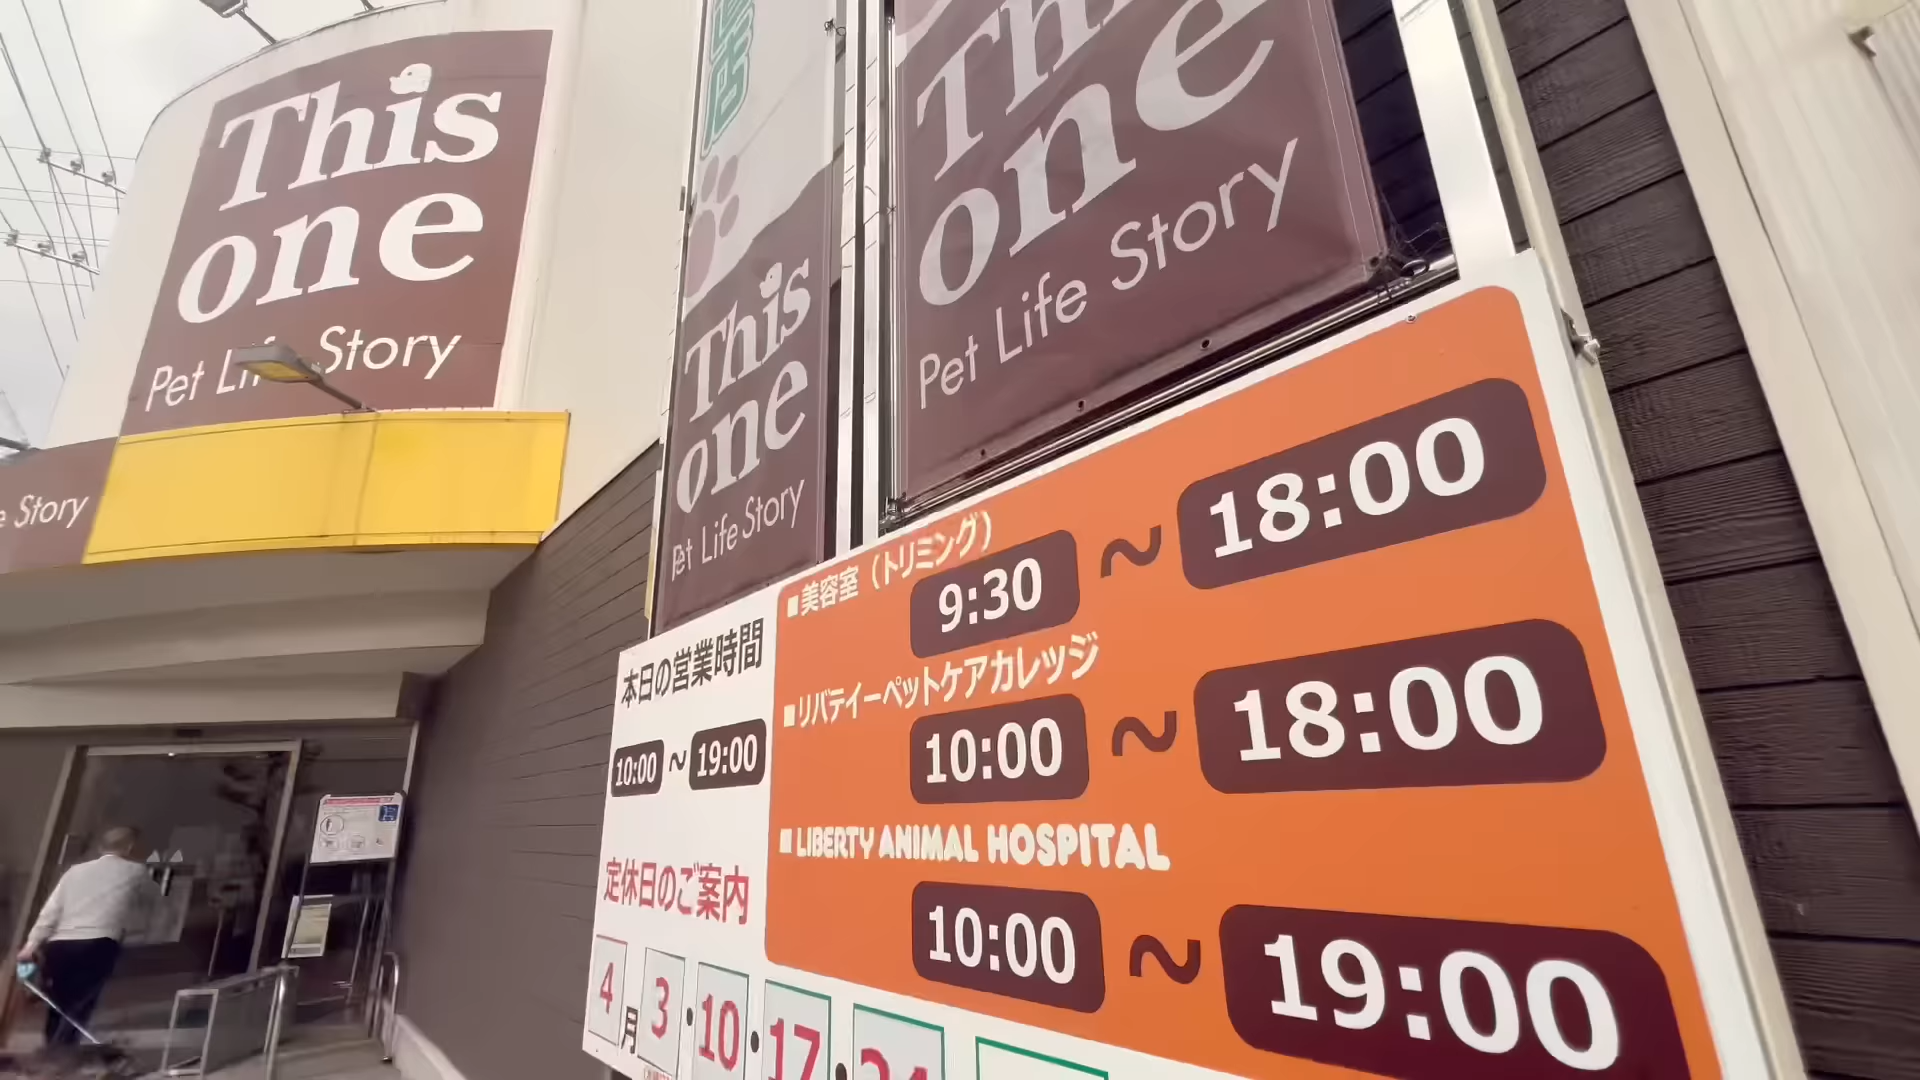 This
one
Pet Life Story
e Story
This
one
Pet Life Story
This
one
Pet Life Story
本日の営業時間
10:00 ~ 19:00
定休日のご案内
4月 3・10・17・24
■美容室（トリミング）
9:30 ~ 18:00
■リバティーペットケアカレッジ
10:00 ~ 18:00
■LIBERTY ANIMAL HOSPITAL
10:00 ~ 19:00